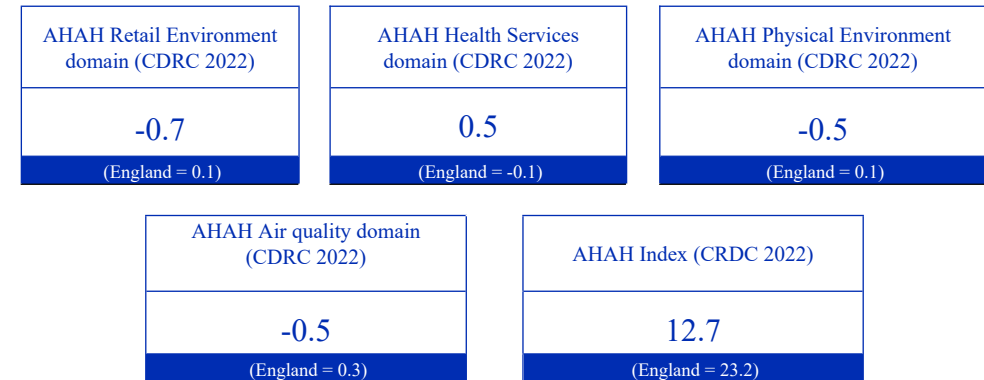 AHAH Retail Environment
domain (CDRC 2022)
-0.7
(England = 0.1)
AHAH Health Services
domain (CDRC 2022)
0.5
(England = -0.1)
AHAH Physical Environment
domain (CDRC 2022)
-0.5
(England = 0.1)
AHAH Air quality domain
(CDRC 2022)
-0.5
(England = 0.3)
AHAH Index (CRDC 2022)
12.7
(England = 23.2)